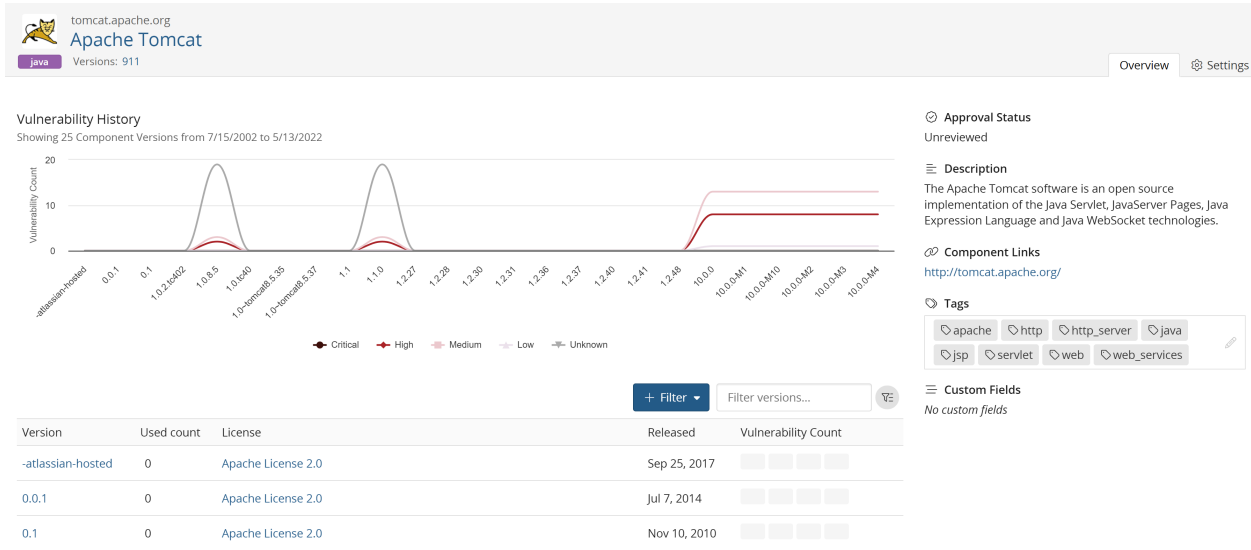 tomcat.apache.org
Apache Tomcat
java
Versions: 911
Overview
Settings
Vulnerability History
Showing 25 Component Versions from 7/15/2002 to 5/13/2022
Vulnerability Count
20
10
0
-atlassian-hosted
0.0.1
0.1
1.0.2.tc402
1.0.8.5
1.0.tc40
1.0~tomcat8.5.35
1.0~tomcat8.5.37
1.1
1.1.0
1.2.27
1.2.28
1.2.30
1.2.31
1.2.36
1.2.37
1.2.39
1.2.40
1.2.41
1.2.48
10.0.0
10.0.0-M1
10.0.0-M10
10.0.0-M2
10.0.0-M3
10.0.0-M4
Critical High Medium Low Unknown
+ Filter
Filter versions...
Version Used count License Released Vulnerability Count
-atlassian-hosted 0 Apache License 2.0 Sep 25, 2017
0.0.1 0 Apache License 2.0 Jul 7, 2014
0.1 0 Apache License 2.0 Nov 10, 2010
Approval Status
Unreviewed
Description
The Apache Tomcat software is an open source
implementation of the Java Servlet, JavaServer Pages, Java
Expression Language and Java WebSocket technologies.
Component Links
http://tomcat.apache.org/
Tags
apache http http_server java
jsp servlet web web_services
Custom Fields
No custom fields